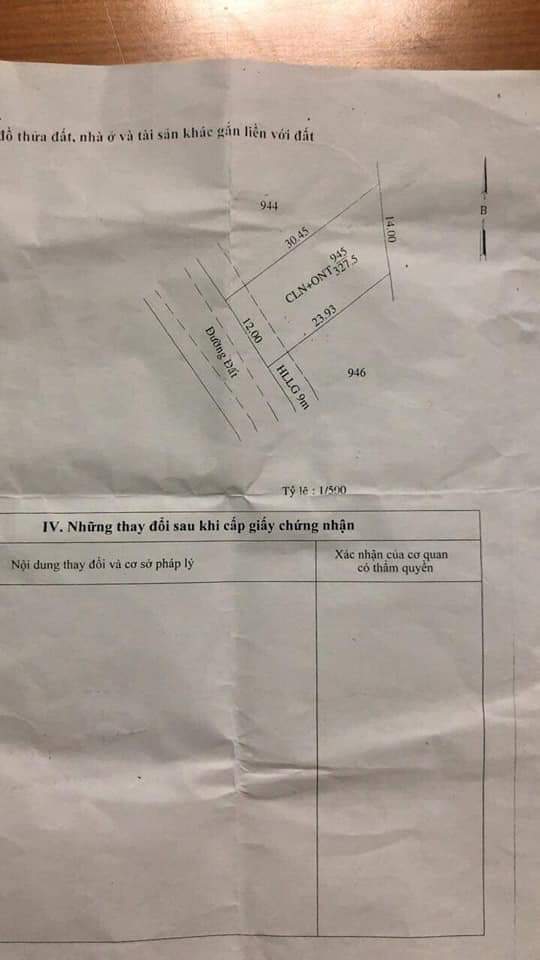 đồ thửa đất, nhà ở và tài sản khác gắn liền với đất
944
B
30.45
14.00
945
CLN+ONT 327.5
23.93
12.00
Đường Đất
HLLG 9m
946
Tỷ lê : 1/500
IV. Những thay đổi sau khi cấp giấy chứng nhận
Nội dung thay đổi và cơ sở pháp lý
Xác nhận của cơ quan
có thẩm quyền